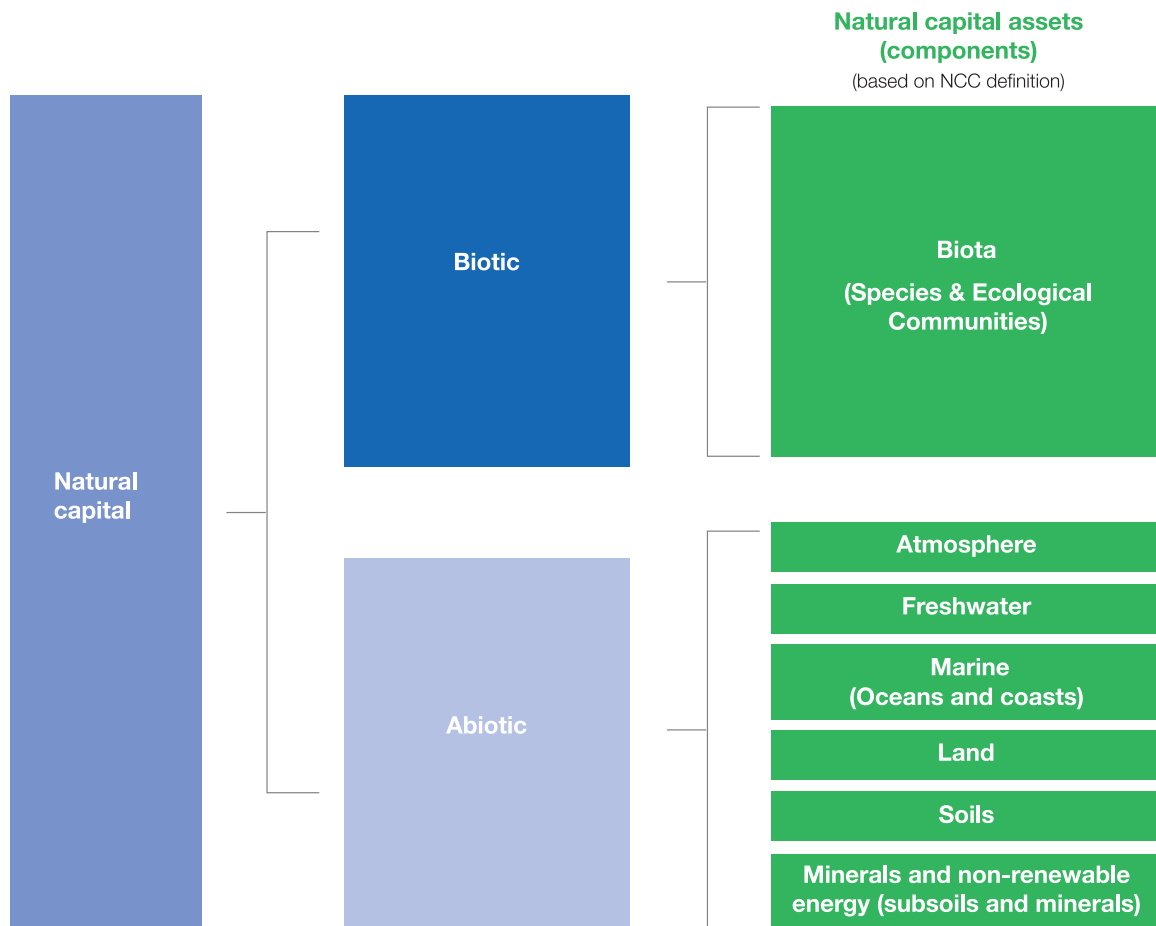 Natural capital assets
(components)
(based on NCC definition)
Natural
capital
Biotic
Biota
(Species & Ecological
Communities)
Abiotic
Atmosphere
Freshwater
Marine
(Oceans and coasts)
Land
Soils
Minerals and non-renewable
energy (subsoils and minerals)